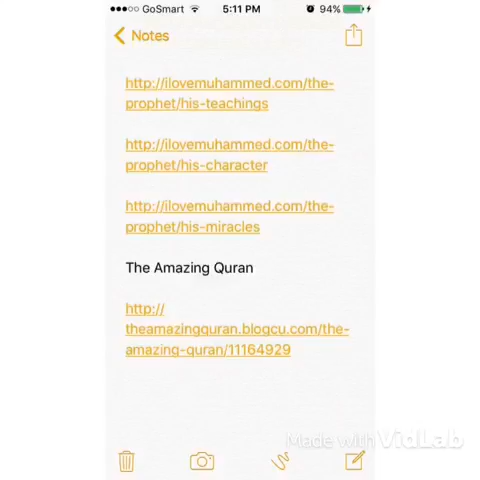 GoSmart 5:11 PM 94%
Notes
http://ilovemuhammed.com/the-
prophet/his-teachings
http://ilovemuhammed.com/the-
prophet/his-character
http://ilovemuhammed.com/the-
prophet/his-miracles
The Amazing Quran
http://
theamazingquran.blogcu.com/the-
amazing-quran/11164929
Made with VidLab